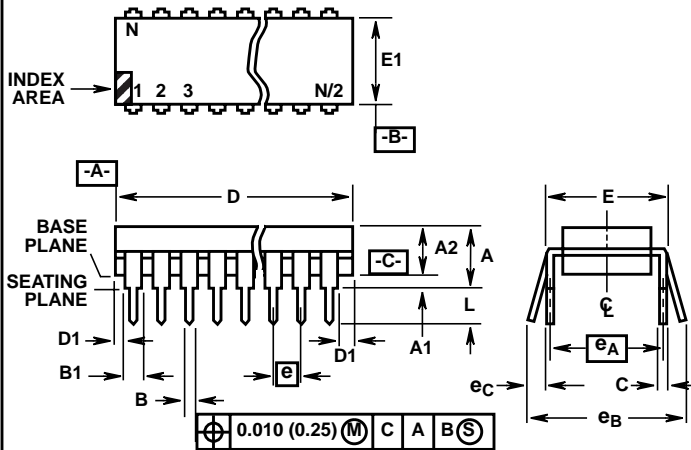 N
E1
INDEX
AREA
1 2 3 N/2
-B-
-A-
D
E
BASE
PLANE
A2
A
-C-
SEATING
PLANE
L
C
L
D1
A1
D1
e
eA
B1
eC
C
B
eB
0.010 (0.25) M C A B S